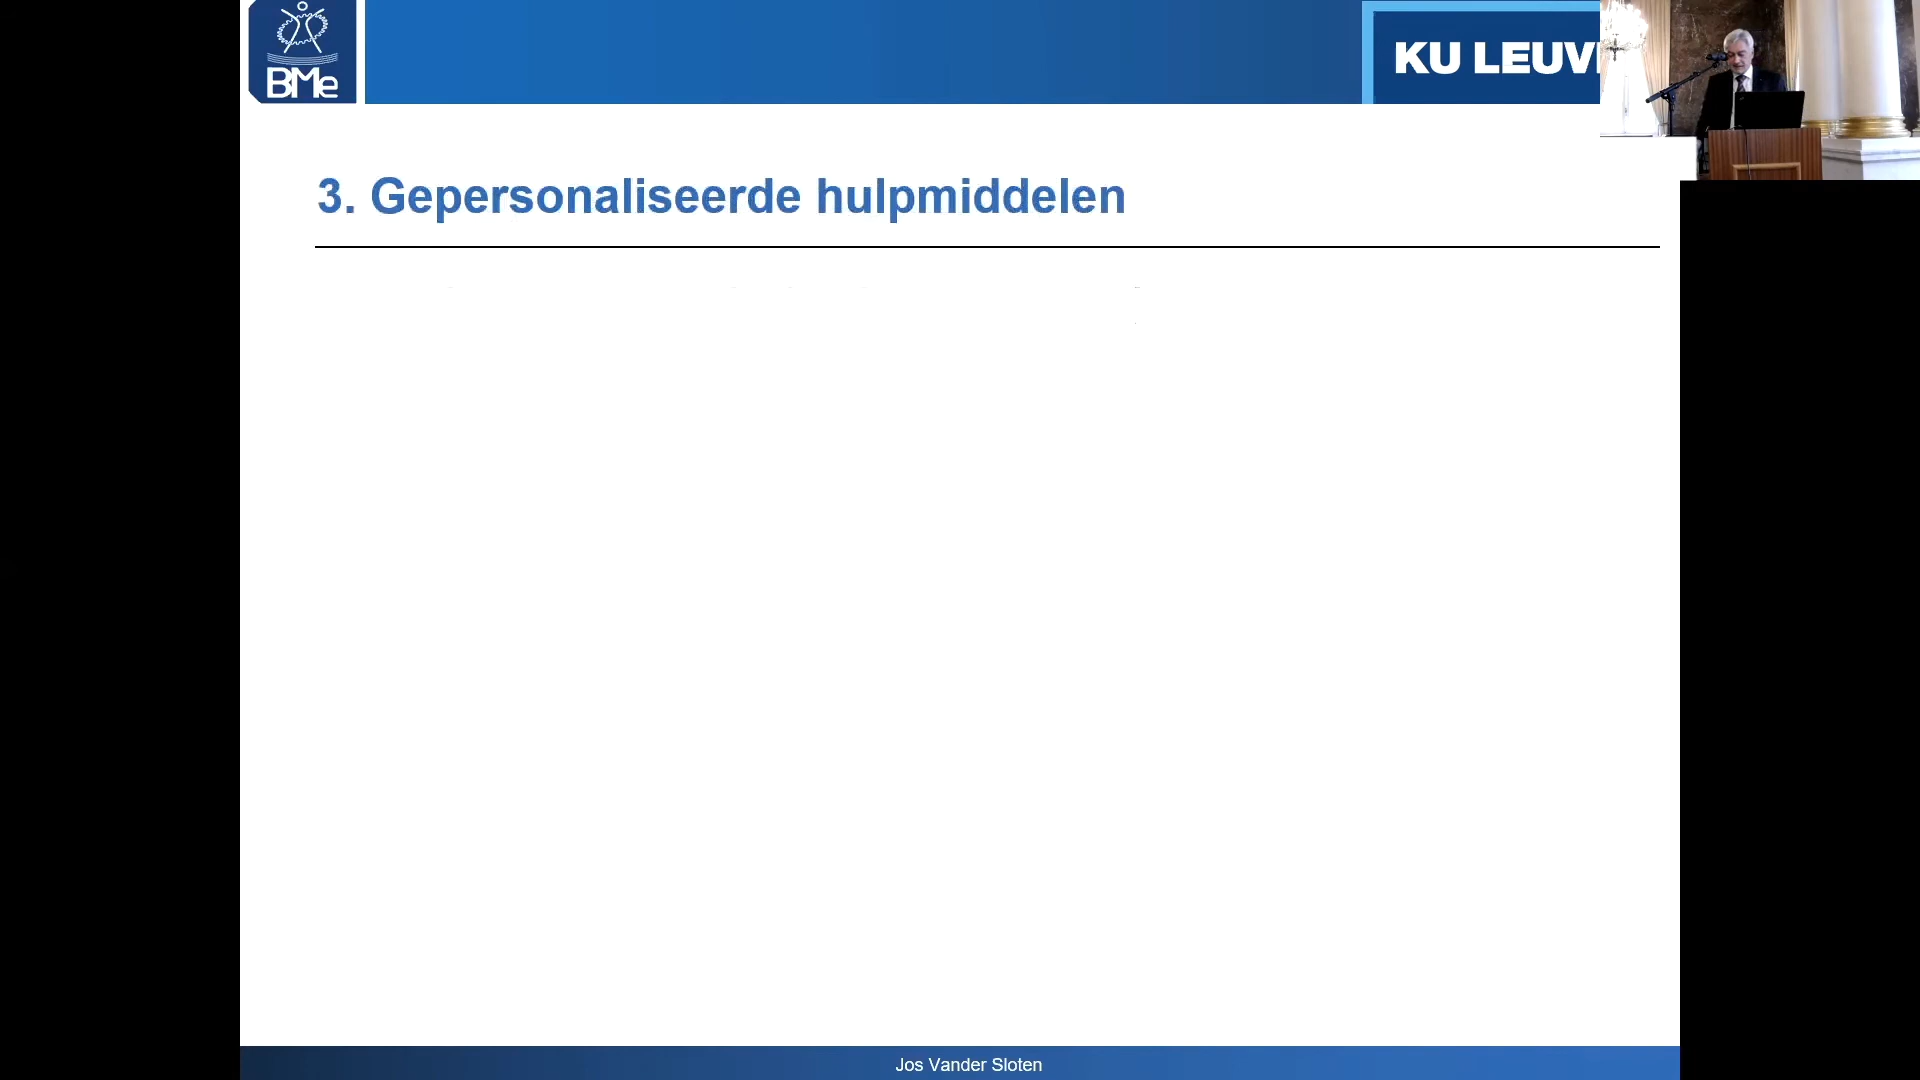 BMe
KU LEUV
3. Gepersonaliseerde hulpmiddelen
Jos Vander Sloten